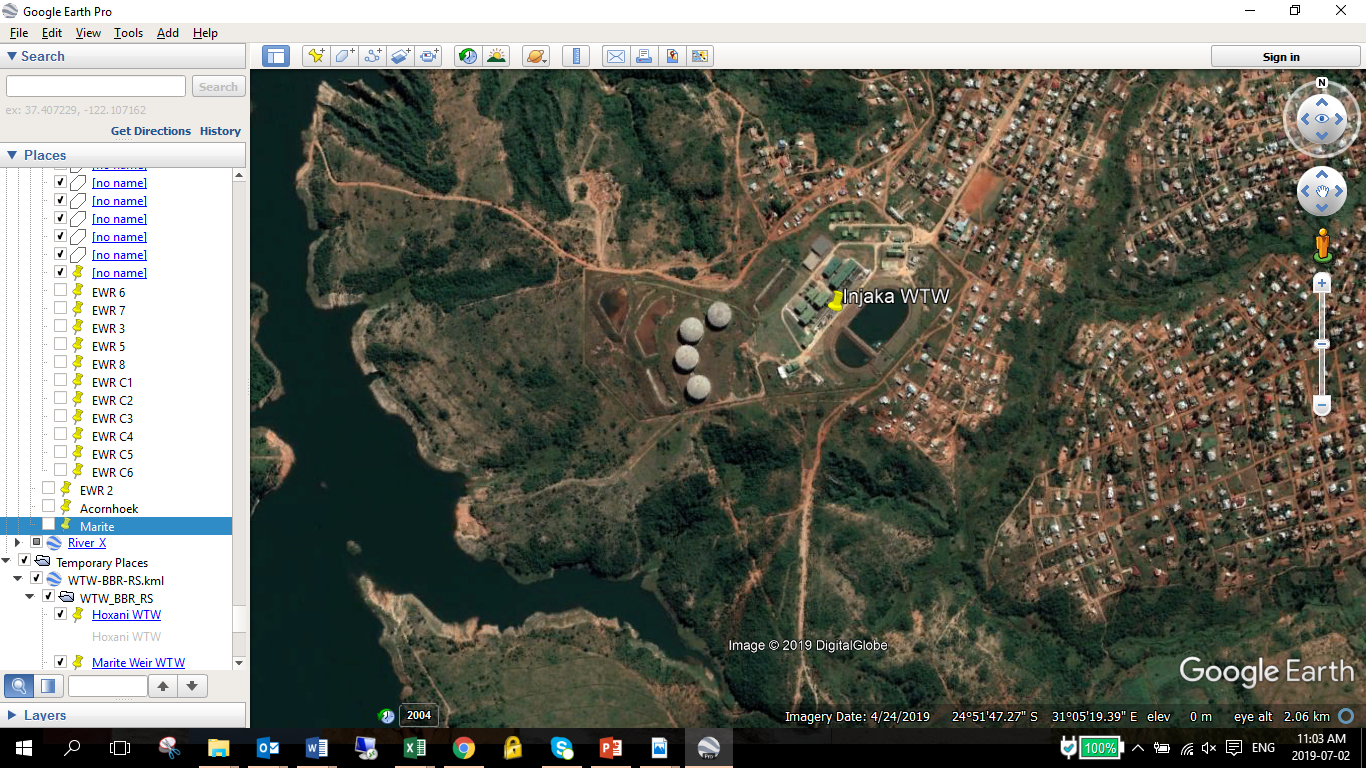 Google Earth Pro
File Edit View Tools Add Help
Search
Search
ex: 37.407229, -122.107162
Get Directions History
Places
[no name]
[no name]
[no name]
[no name]
[no name]
[no name]
[no name]
EWR 6
EWR 7
EWR 3
EWR 5
EWR 8
EWR C1
EWR C2
EWR C3
EWR C4
EWR C5
EWR C6
EWR 2
Acornhoek
Marite
River_X
Temporary Places
WTW-BBR-RS.kml
WTW_BBR_RS
Hoxani WTW
Hoxani WTW
Marite Weir WTW
Layers
Sign in
N
Injaka WTW
Image © 2019 DigitalGlobe
Google Earth
2004
Imagery Date: 4/24/2019 24°51'47.27" S 31°05'19.39" E elev 0 m eye alt 2.06 km
100%
ENG
11:03 AM
2019-07-02